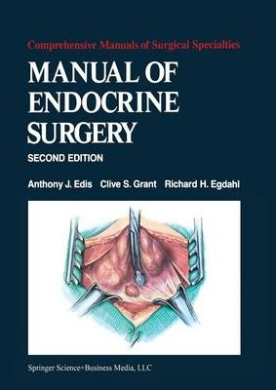 Comprehensive Manuals of Surgical Specialties
MANUAL OF
ENDOCRINE
SURGERY
SECOND EDITION
Anthony J. Edis Clive S. Grant Richard H. Egdahl
Springer Science+Business Media, LLC